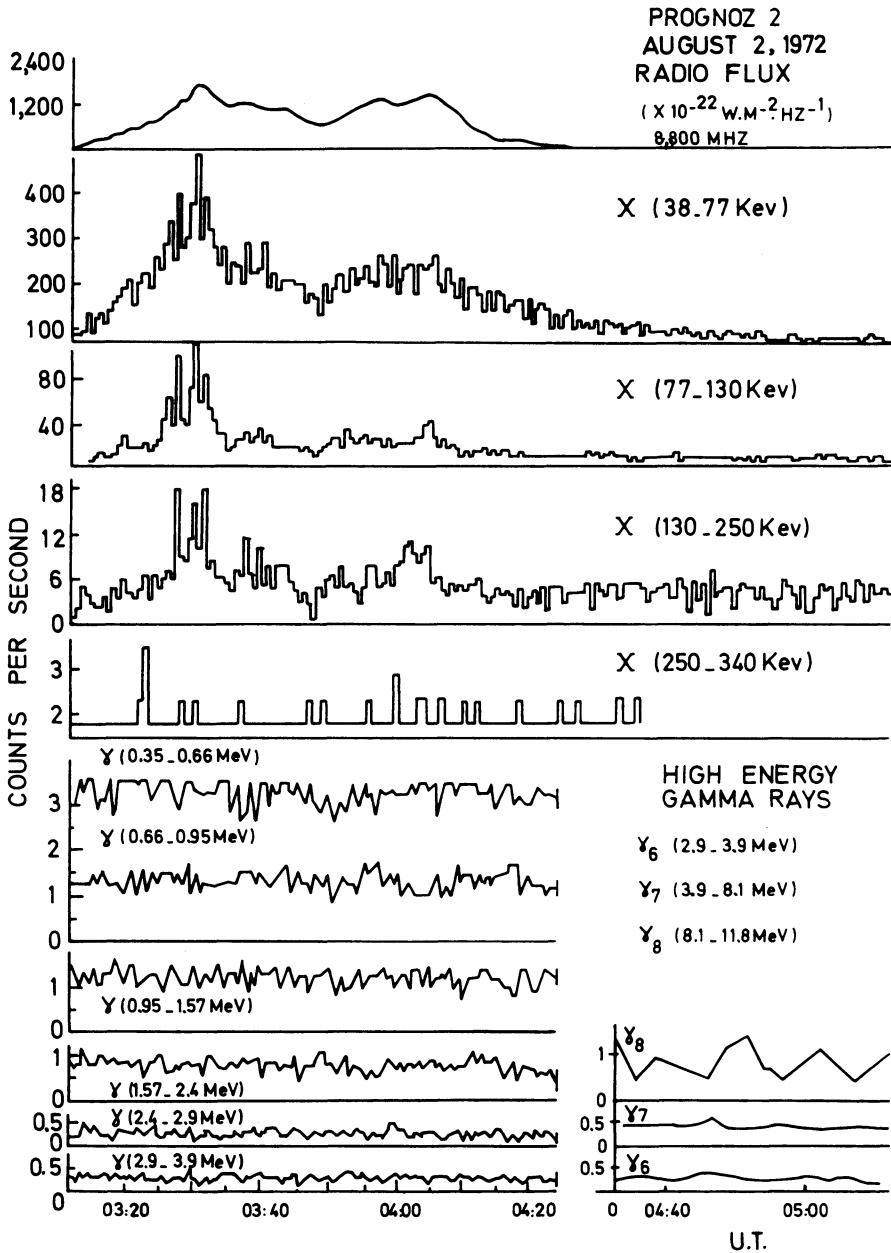 PROGNOZ 2
AUGUST 2, 1972
RADIO FLUX
(X 10-22 W.M-2.HZ-1)
8,800 MHZ
2,400
1,200
X (38_77 Kev)
400
300
200
100
X (77_130 Kev)
80
40
X (130_250 Kev)
18
12
6
0
X (250_340 Kev)
3
2
COUNTS PER SECOND
γ (0.35_0.66 MeV)
3
γ (0.66_0.95 MeV)
2
1
0
1
γ (0.95_1.57 MeV)
0
1
γ (1.57_2.4 MeV)
0
γ (2.4_2.9 MeV)
0.5
0
γ (2.9_3.9 MeV)
0.5
0
03:20 03:40 04:00 04:20
HIGH ENERGY
GAMMA RAYS
γ6 (2.9_3.9 MeV)
γ7 (3.9_8.1 MeV)
γ8 (8.1_11.8 MeV)
γ8
1
0
γ7
0.5
0
γ6
0.5
0 04:40 05:00
U.T.